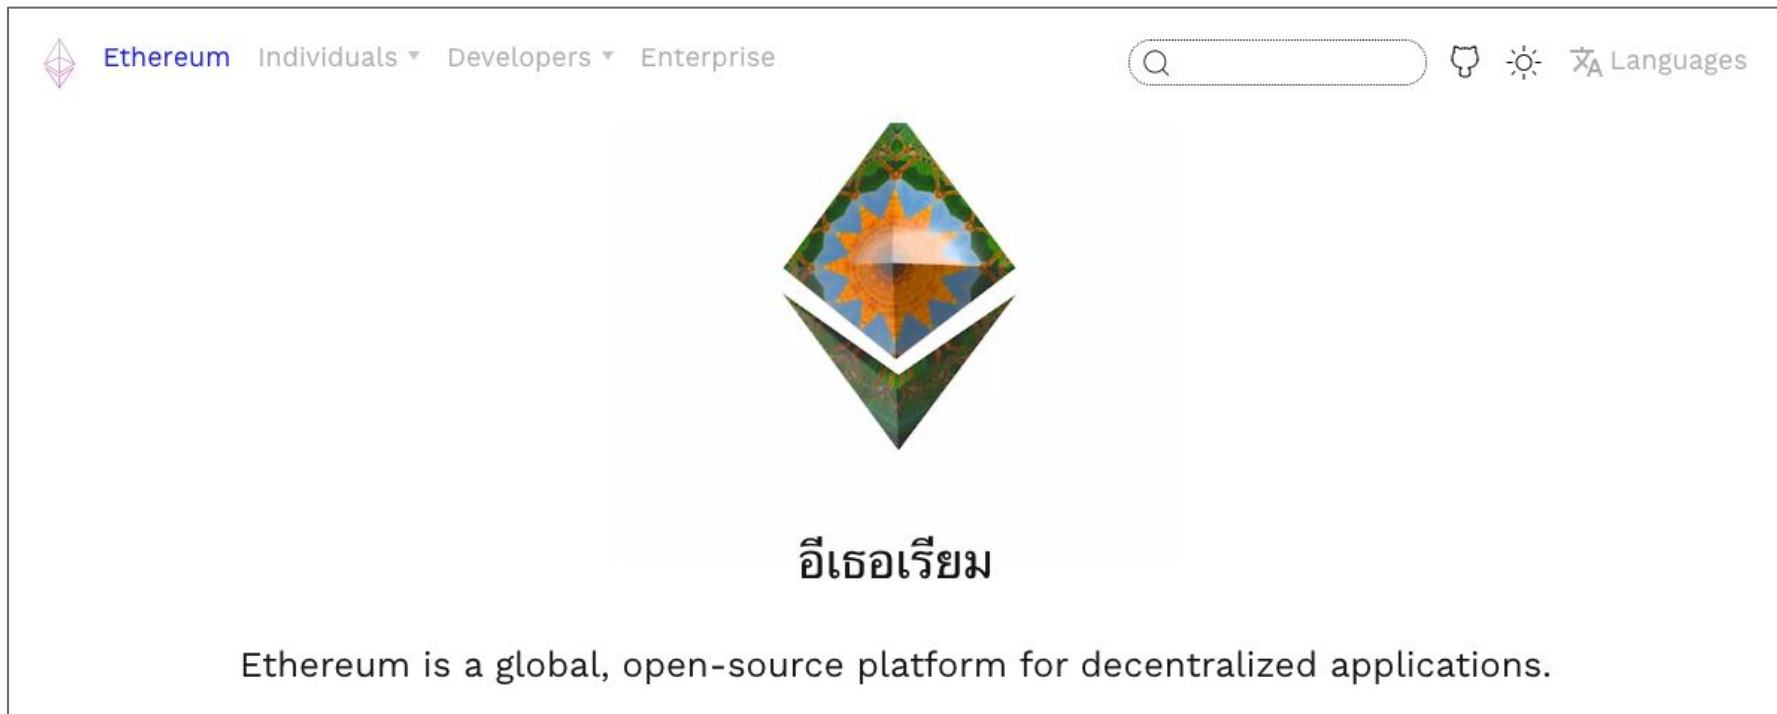 Ethereum Individuals Developers Enterprise Languages
อีเธอเรียม
Ethereum is a global, open-source platform for decentralized applications.